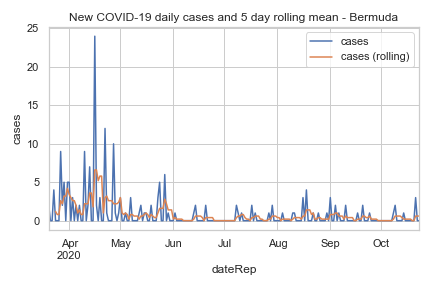 New COVID-19 daily cases and 5 day rolling mean - Bermuda
cases
cases (rolling)
25
20
15
10
5
0
cases
Apr
2020
May
Jun
Jul
Aug
Sep
Oct
dateRep